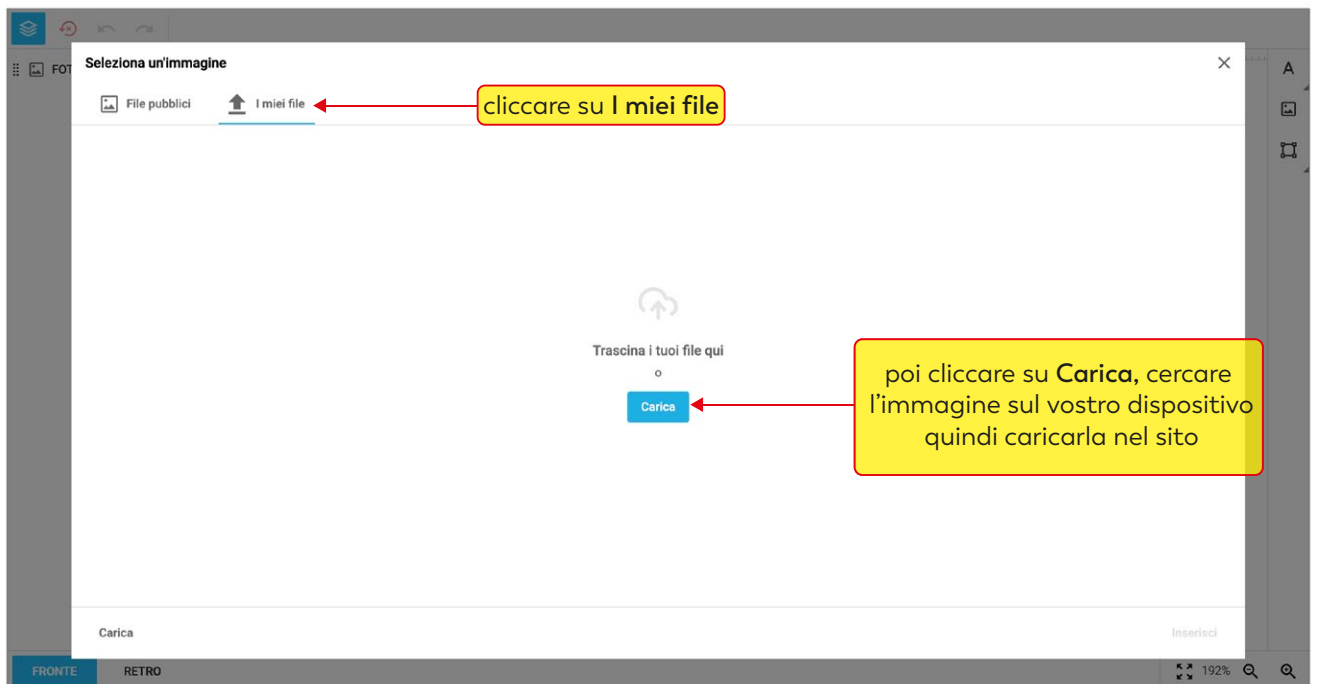 FOT
Seleziona un'immagine
File pubblici
I miei file
cliccare su I miei file
A
Trascina i tuoi file qui
o
Carica
poi cliccare su Carica, cercare
l'immagine sul vostro dispositivo
quindi caricarla nel sito
Carica
Inserisci
FRONTE
RETRO
192%